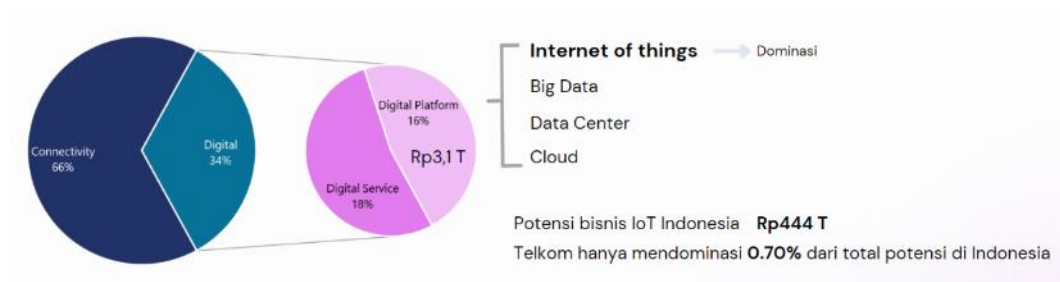 Connectivity
66%
Digital
34%
Digital Platform
16%
Rp3,1 T
Digital Service
18%
Internet of things
Dominasi
Big Data
Data Center
Cloud
Potensi bisnis IoT Indonesia Rp444 T
Telkom hanya mendominasi 0.70% dari total potensi di Indonesia